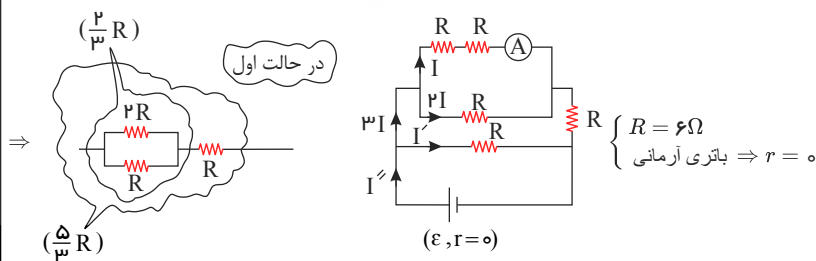 (۲/۳ R)
در حالت اول
۲R
R
R
(۵/۳ R)
⇒
R R A
I
۲I R
۳I
I′ R
I″
R
(ε , r=۰)
R = ۶Ω
باتری آرمانی ⇒ r = ۰